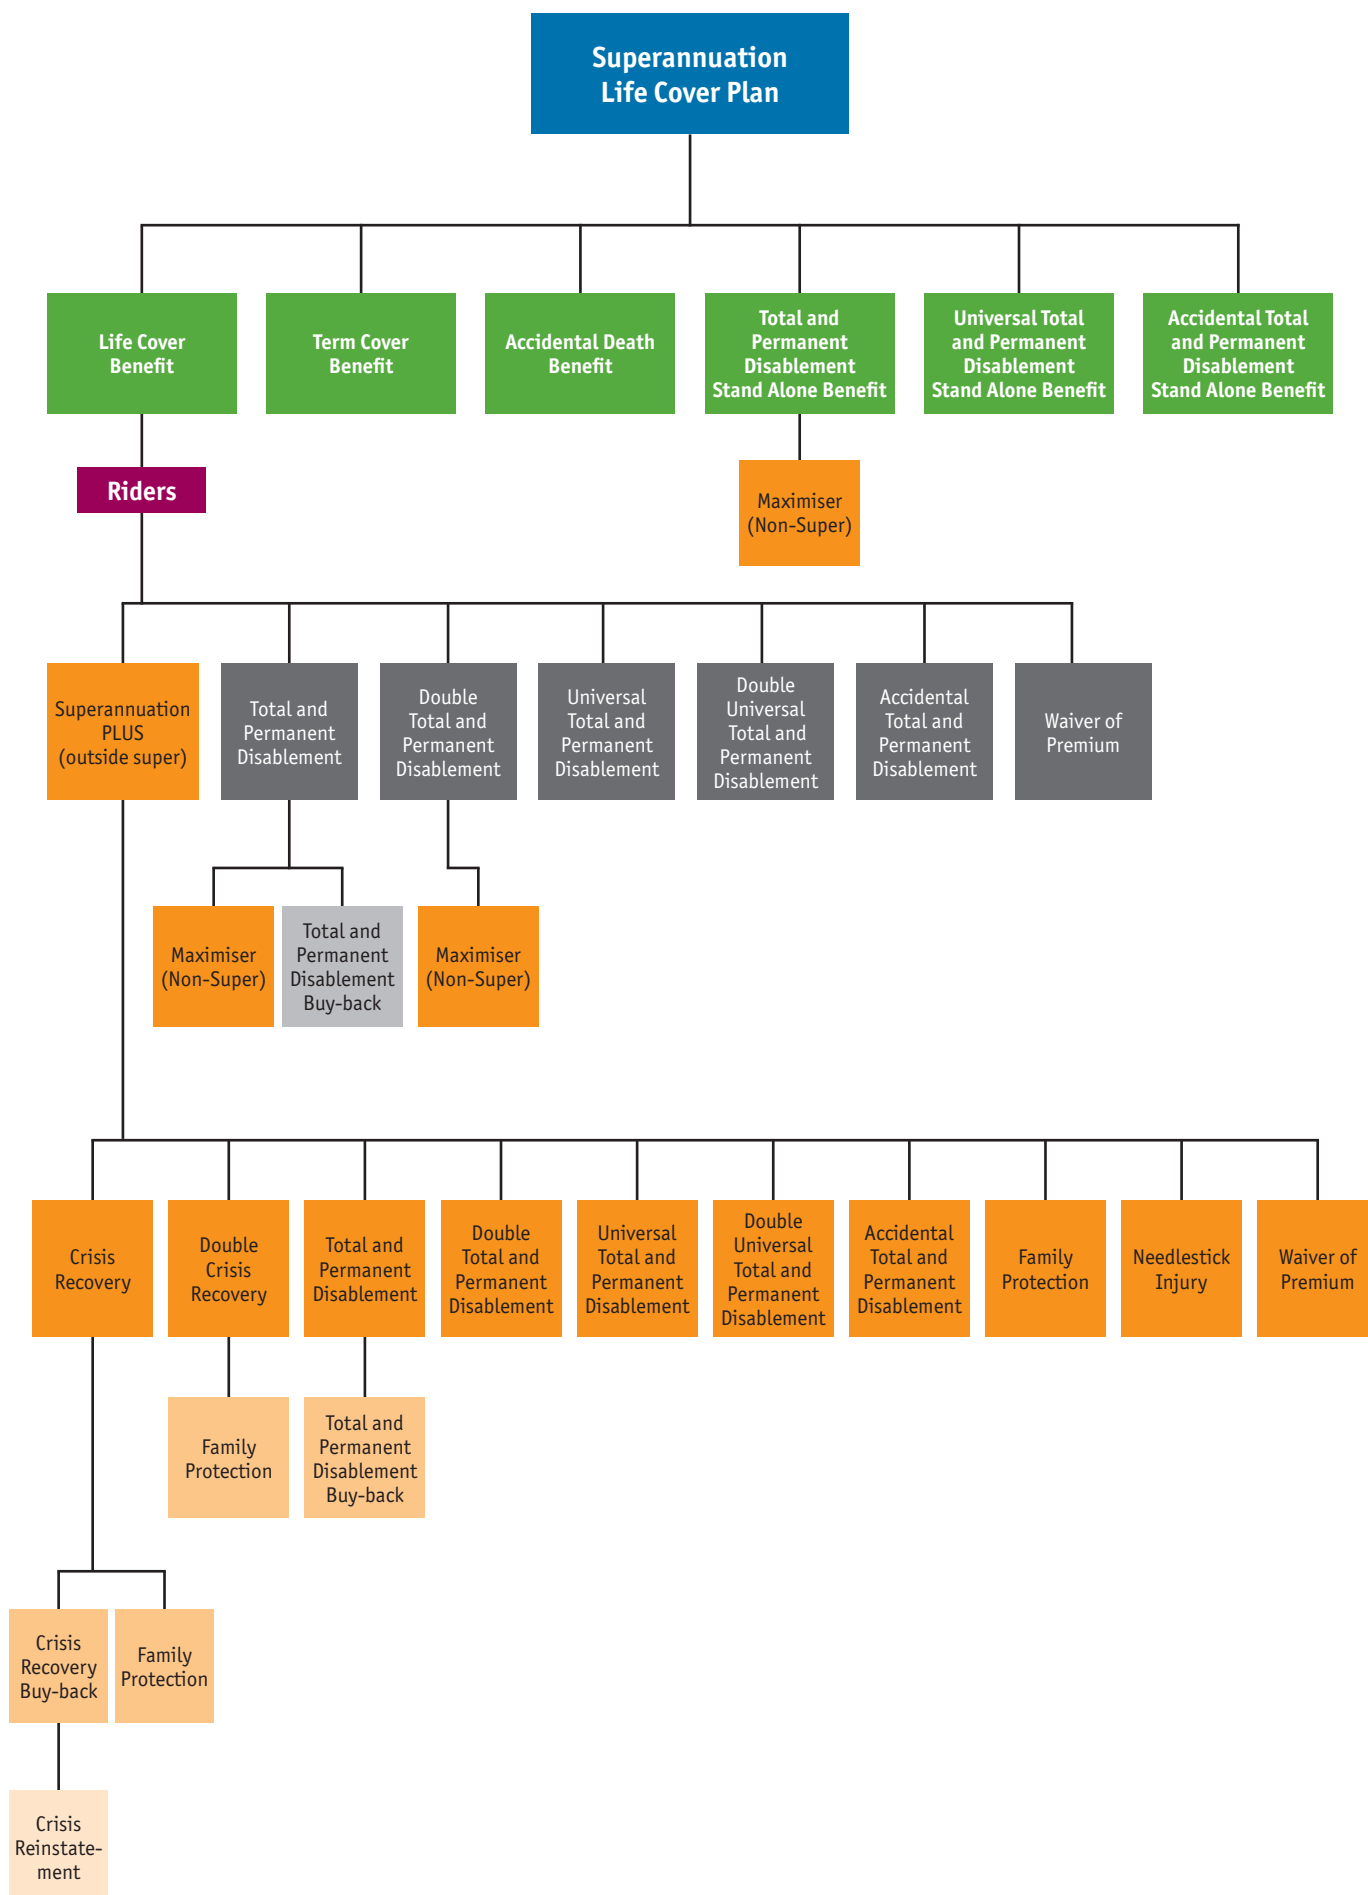 Superannuation
Life Cover Plan
Life Cover
Benefit
Term Cover
Benefit
Accidental Death
Benefit
Total and
Permanent
Disablement
Stand Alone Benefit
Universal Total
and Permanent
Disablement
Stand Alone Benefit
Accidental Total
and Permanent
Disablement
Stand Alone Benefit
Riders
Maximiser
(Non-Super)
Superannuation
PLUS
(outside super)
Total and
Permanent
Disablement
Double
Total and
Permanent
Disablement
Universal
Total and
Permanent
Disablement
Double
Universal
Total and
Permanent
Disablement
Accidental
Total and
Permanent
Disablement
Waiver of
Premium
Maximiser
(Non-Super)
Total and
Permanent
Disablement
Buy-back
Maximiser
(Non-Super)
Crisis
Recovery
Double
Crisis
Recovery
Total and
Permanent
Disablement
Double
Total and
Permanent
Disablement
Universal
Total and
Permanent
Disablement
Double
Universal
Total and
Permanent
Disablement
Accidental
Total and
Permanent
Disablement
Family
Protection
Needlestick
Injury
Waiver of
Premium
Family
Protection
Total and
Permanent
Disablement
Buy-back
Crisis
Recovery
Buy-back
Family
Protection
Crisis
Reinstate-
ment